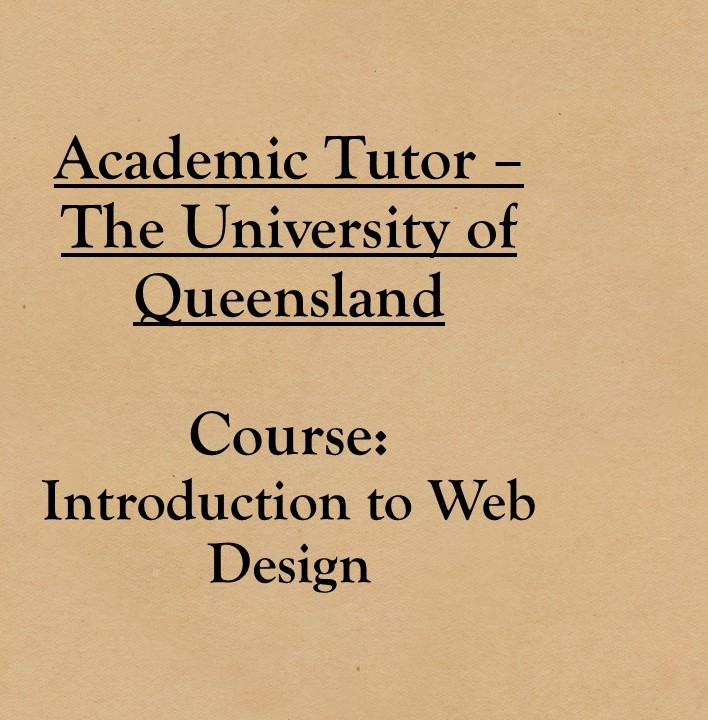 Academic Tutor –
The University of
Queensland
Course:
Introduction to Web
Design